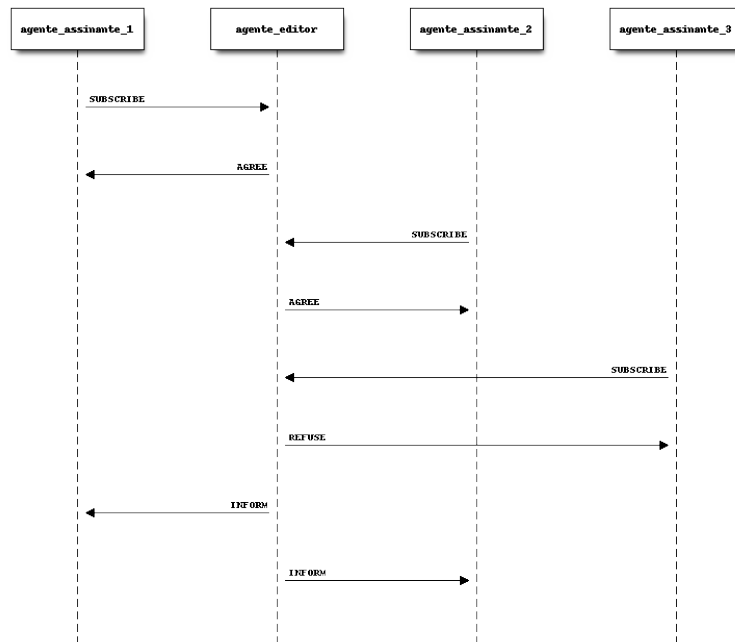 agente_assinante_1
agente_editor
agente_assinante_2
agente_assinante_3
SUBSCRIBE
AGREE
SUBSCRIBE
AGREE
SUBSCRIBE
REFUSE
INFORM
INFORM